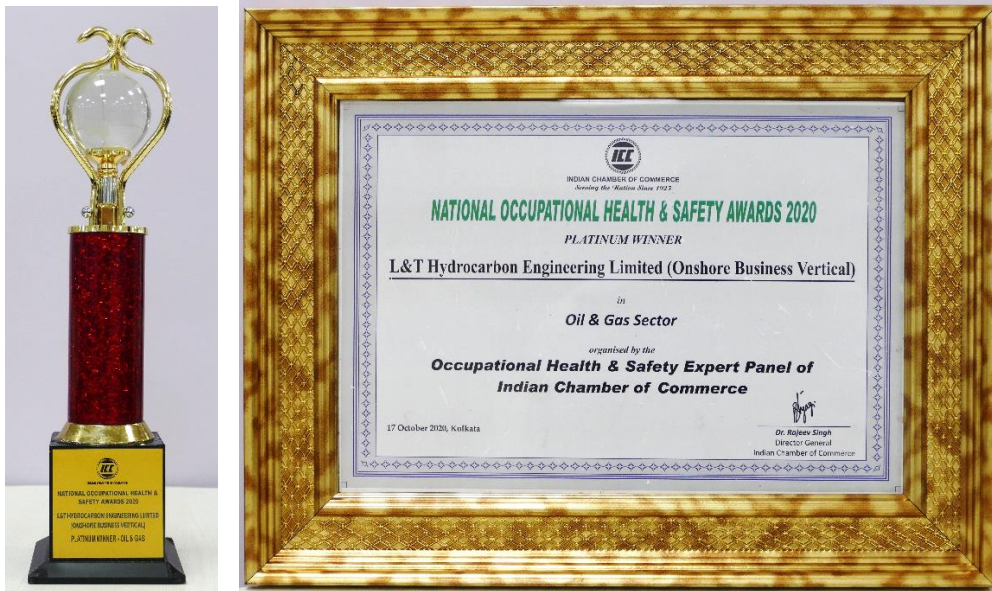 ICC
NATIONAL OCCUPATIONAL HEALTH &
SAFETY AWARDS 2020
L&T HYDROCARBON ENGINEERING LIMITED
(ONSHORE BUSINESS VERTICAL)
PLATINUM WINNER - OIL & GAS
ICC
INDIAN CHAMBER OF COMMERCE
Serving the Nation Since 1925
NATIONAL OCCUPATIONAL HEALTH & SAFETY AWARDS 2020
PLATINUM WINNER
L&T Hydrocarbon Engineering Limited (Onshore Business Vertical)
in
Oil & Gas Sector
organised by the
Occupational Health & Safety Expert Panel of
Indian Chamber of Commerce
17 October 2020, Kolkata
Dr. Rajeev Singh
Director General
Indian Chamber of Commerce